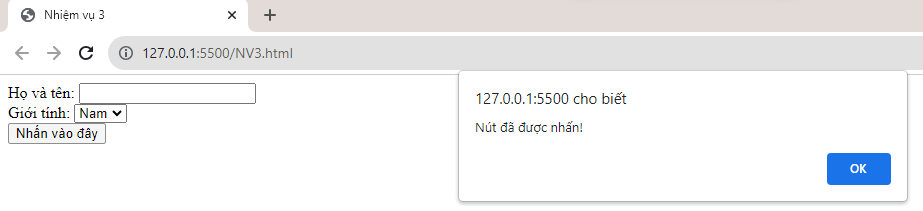 Nhiệm vụ 3
127.0.0.1:5500/NV3.html
Họ và tên:
Giới tính: Nam
Nhấn vào đây
127.0.0.1:5500 cho biết
Nút đã được nhấn!
OK